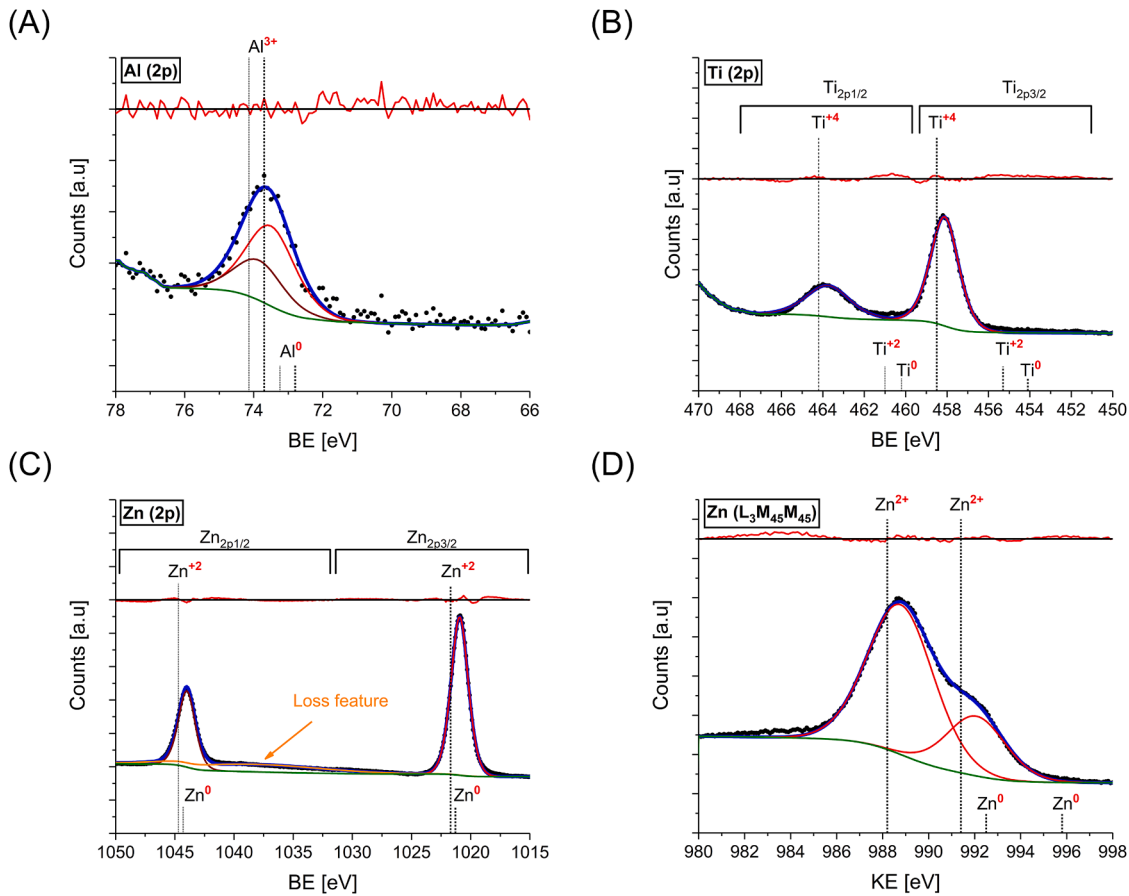 (A)
Al (2p)
Al3+
Al0
Counts [a.u]
78 76 74 72 70 68 66
BE [eV]
(B)
Ti (2p)
Ti2p1/2 Ti2p3/2
Ti+4 Ti+4
Ti+2 Ti0 Ti+2 Ti0
Counts [a.u]
470 468 466 464 462 460 458 456 454 452 450
BE [eV]
(C)
Zn (2p)
Zn2p1/2 Zn2p3/2
Zn+2 Zn+2
Loss feature
Zn0 Zn0
Counts [a.u]
1050 1045 1040 1035 1030 1025 1020 1015
BE [eV]
(D)
Zn (L3M45M45)
Zn2+ Zn2+
Zn0 Zn0
Counts [a.u]
980 982 984 986 988 990 992 994 996 998
KE [eV]